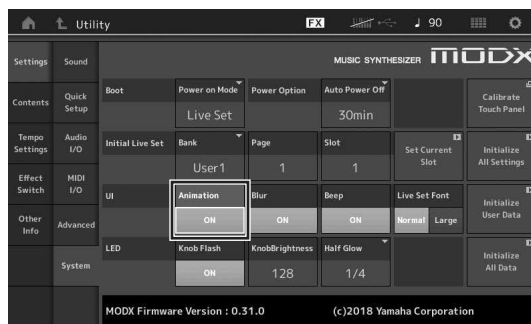 Utility
FX
90
Settings
Sound
MUSIC SYNTHESIZER MODX
Contents
Quick Setup
Boot
Power on Mode
Live Set
Power Option
Auto Power Off
30min
Calibrate Touch Panel
Tempo Settings
Audio I/O
Initial Live Set
Bank
User1
Page
1
Slot
1
Set Current Slot
Initialize All Settings
Effect Switch
MIDI I/O
UI
Animation
ON
Blur
ON
Beep
ON
Live Set Font
Normal Large
Initialize User Data
Other Info
Advanced
LED
Knob Flash
ON
KnobBrightness
128
Half Glow
1/4
Initialize All Data
System
MODX Firmware Version : 0.31.0 (c)2018 Yamaha Corporation